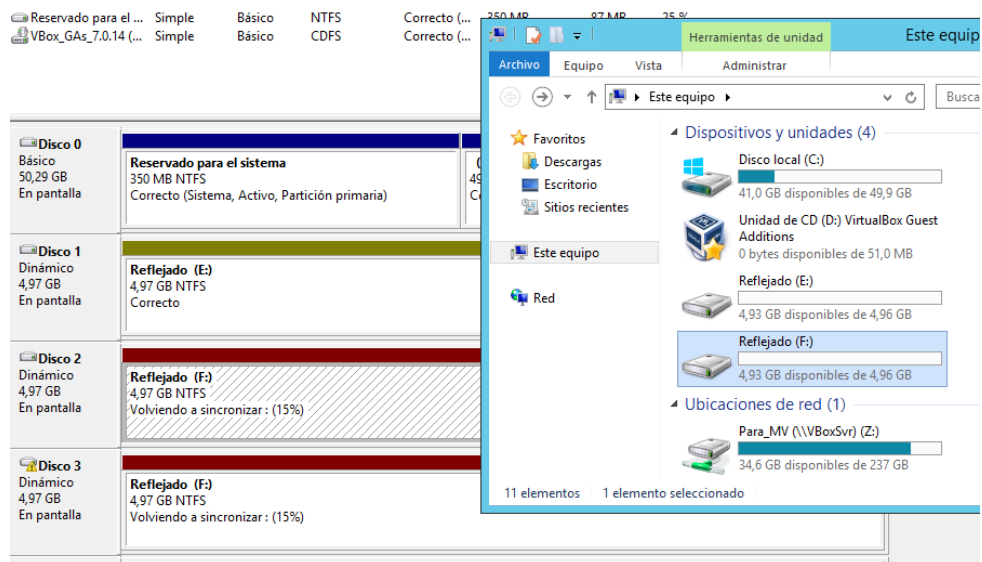 Reservado para el ... Simple Básico NTFS Correcto (... 350 MB 87 MB 25 %
VBox_GAs_7.0.14 (... Simple Básico CDFS Correcto (...
Disco 0
Básico
50,29 GB
En pantalla
Reservado para el sistema
350 MB NTFS
Correcto (Sistema, Activo, Partición primaria)
(
49
Disco 1
Dinámico
4,97 GB
En pantalla
Reflejado (E:)
4,97 GB NTFS
Correcto
Disco 2
Dinámico
4,97 GB
En pantalla
Reflejado (F:)
4,97 GB NTFS
Volviendo a sincronizar : (15%)
Disco 3
Dinámico
4,97 GB
En pantalla
Reflejado (F:)
4,97 GB NTFS
Volviendo a sincronizar : (15%)
Herramientas de unidad
Este equip
Archivo Equipo Vista Administrar
Este equipo
Busca
Favoritos
Descargas
Escritorio
Sitios recientes
Este equipo
Red
Dispositivos y unidades (4)
Disco local (C:)
41,0 GB disponibles de 49,9 GB
Unidad de CD (D:) VirtualBox Guest
Additions
0 bytes disponibles de 51,0 MB
Reflejado (E:)
4,93 GB disponibles de 4,96 GB
Reflejado (F:)
4,93 GB disponibles de 4,96 GB
Ubicaciones de red (1)
Para_MV (\\VBoxSvr) (Z:)
34,6 GB disponibles de 237 GB
11 elementos 1 elemento seleccionado